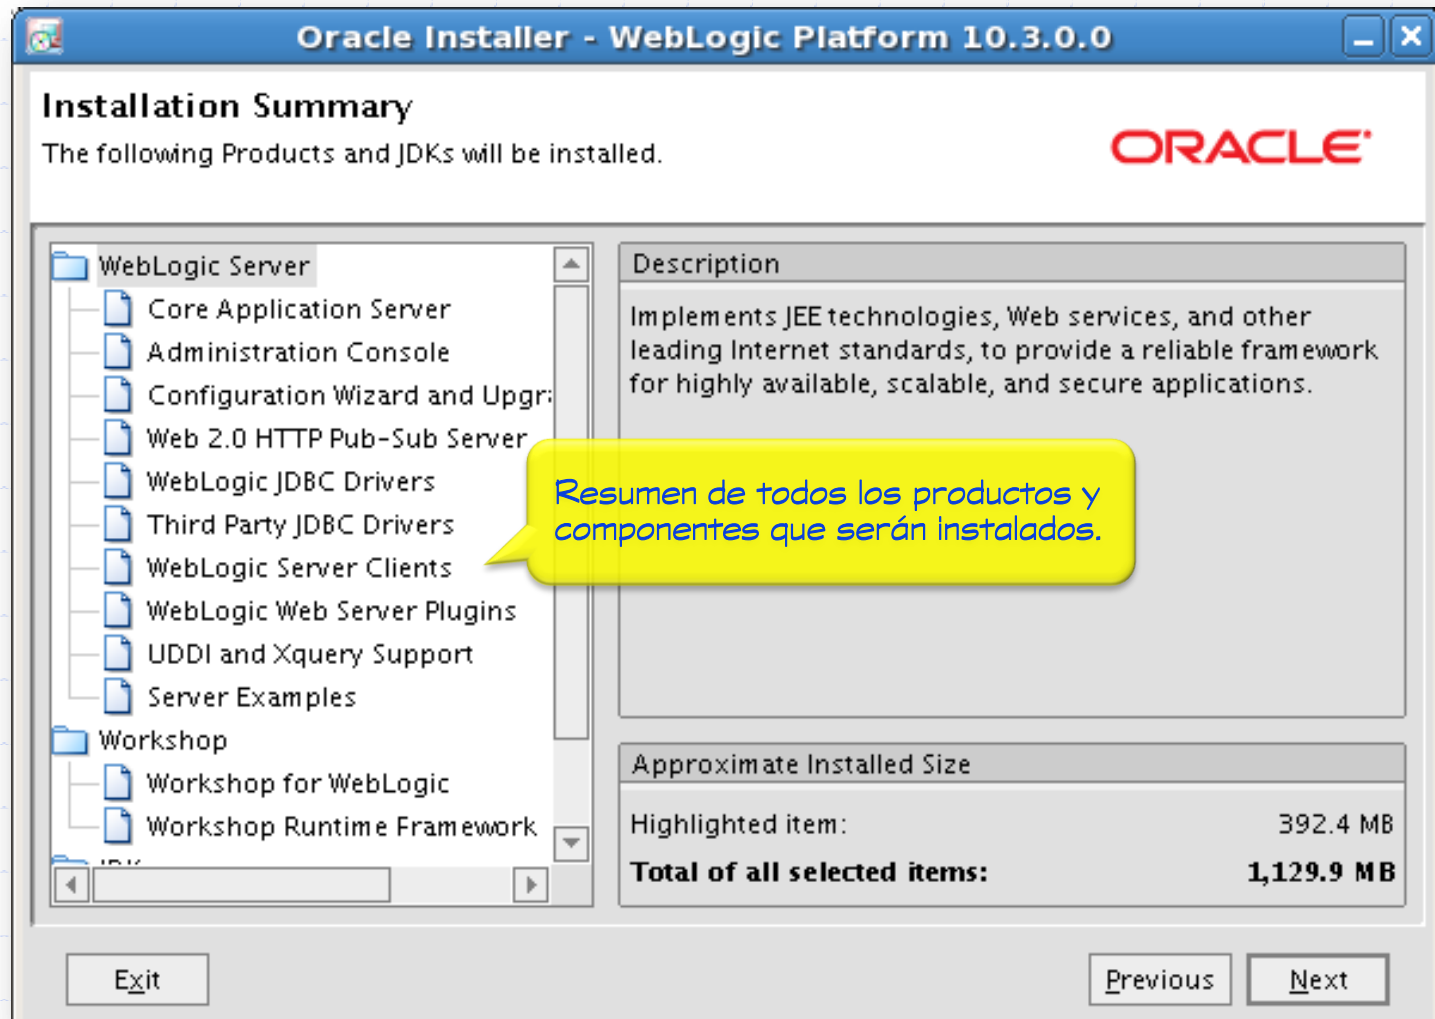 Oracle Installer - WebLogic Platform 10.3.0.0
Installation Summary
The following Products and JDKs will be installed.
ORACLE
WebLogic Server
Core Application Server
Administration Console
Configuration Wizard and Upgr
Web 2.0 HTTP Pub-Sub Server
WebLogic JDBC Drivers
Third Party JDBC Drivers
WebLogic Server Clients
WebLogic Web Server Plugins
UDDI and Xquery Support
Server Examples
Workshop
Workshop for WebLogic
Workshop Runtime Framework
Description
Implements JEE technologies, Web services, and other
leading Internet standards, to provide a reliable framework
for highly available, scalable, and secure applications.
Resumen de todos los productos y
componentes que serán instalados.
Approximate Installed Size
Highlighted item: 392.4 MB
Total of all selected items: 1,129.9 MB
Exit
Previous
Next